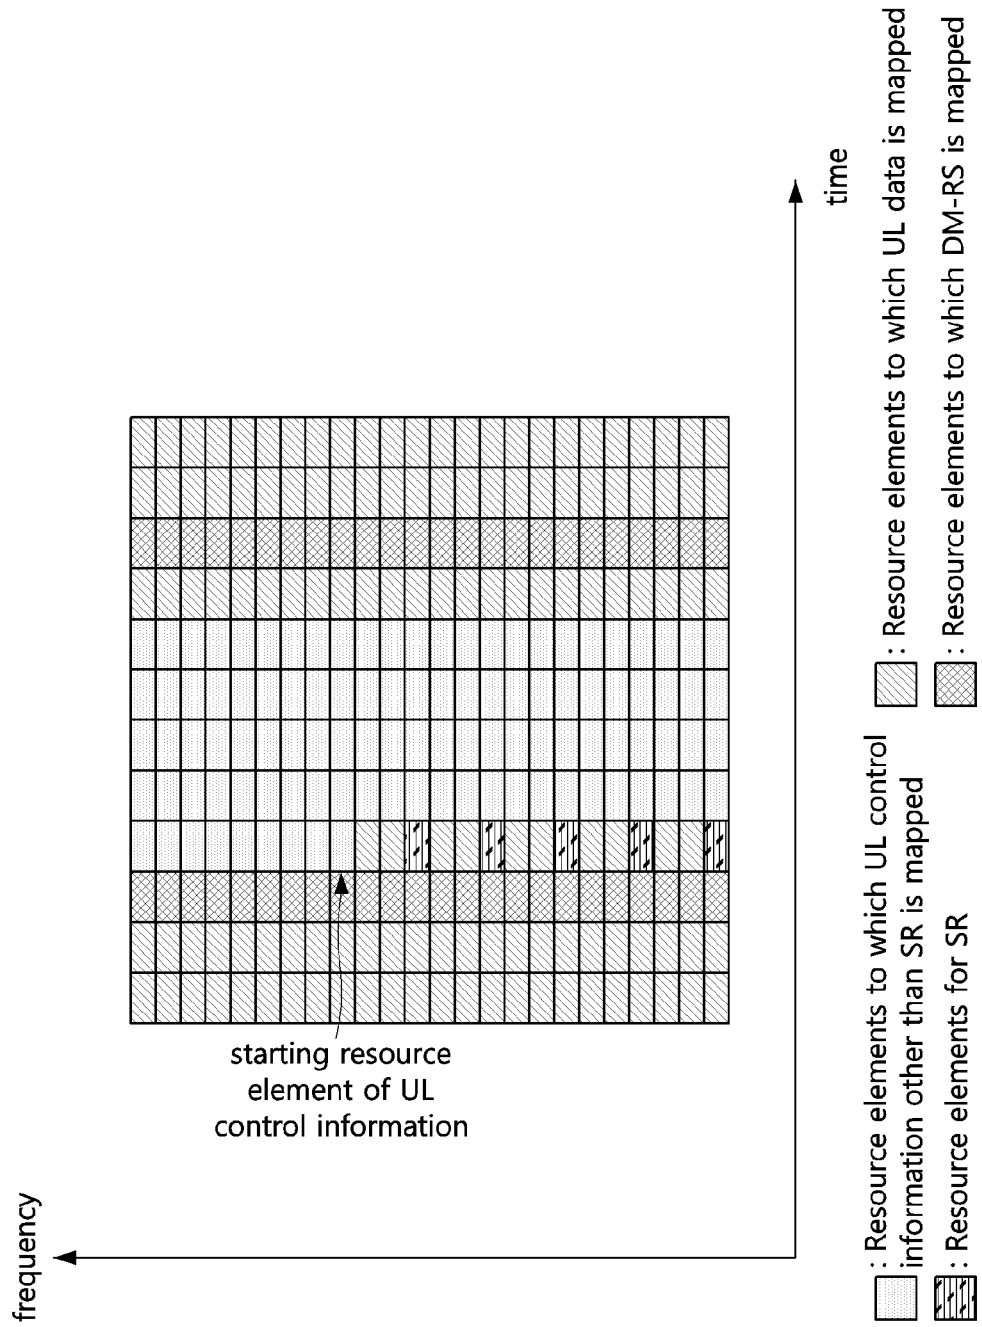 frequency
starting resource
element of UL
control information
time
: Resource elements to which UL control
information other than SR is mapped
: Resource elements for SR
: Resource elements to which UL data is mapped
: Resource elements to which DM-RS is mapped